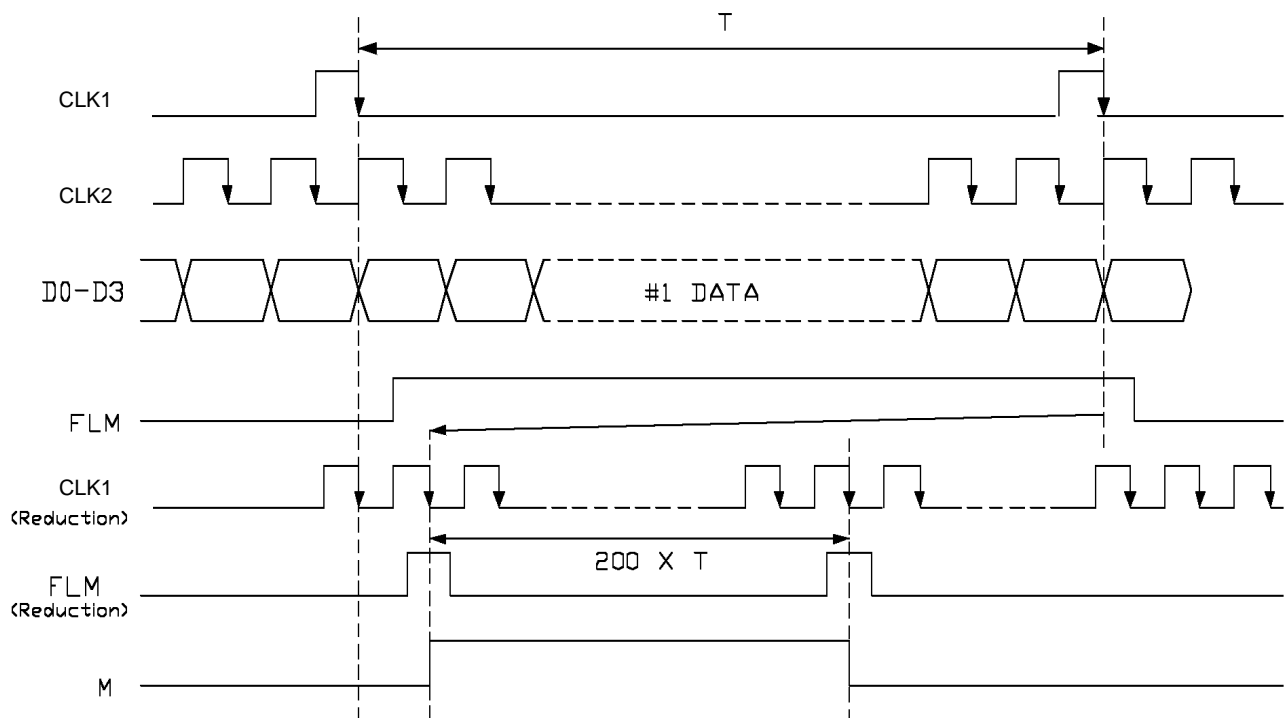 T
CLK1
CLK2
D0-D3
#1 DATA
FLM
CLK1
(Reduction)
200 X T
FLM
(Reduction)
M